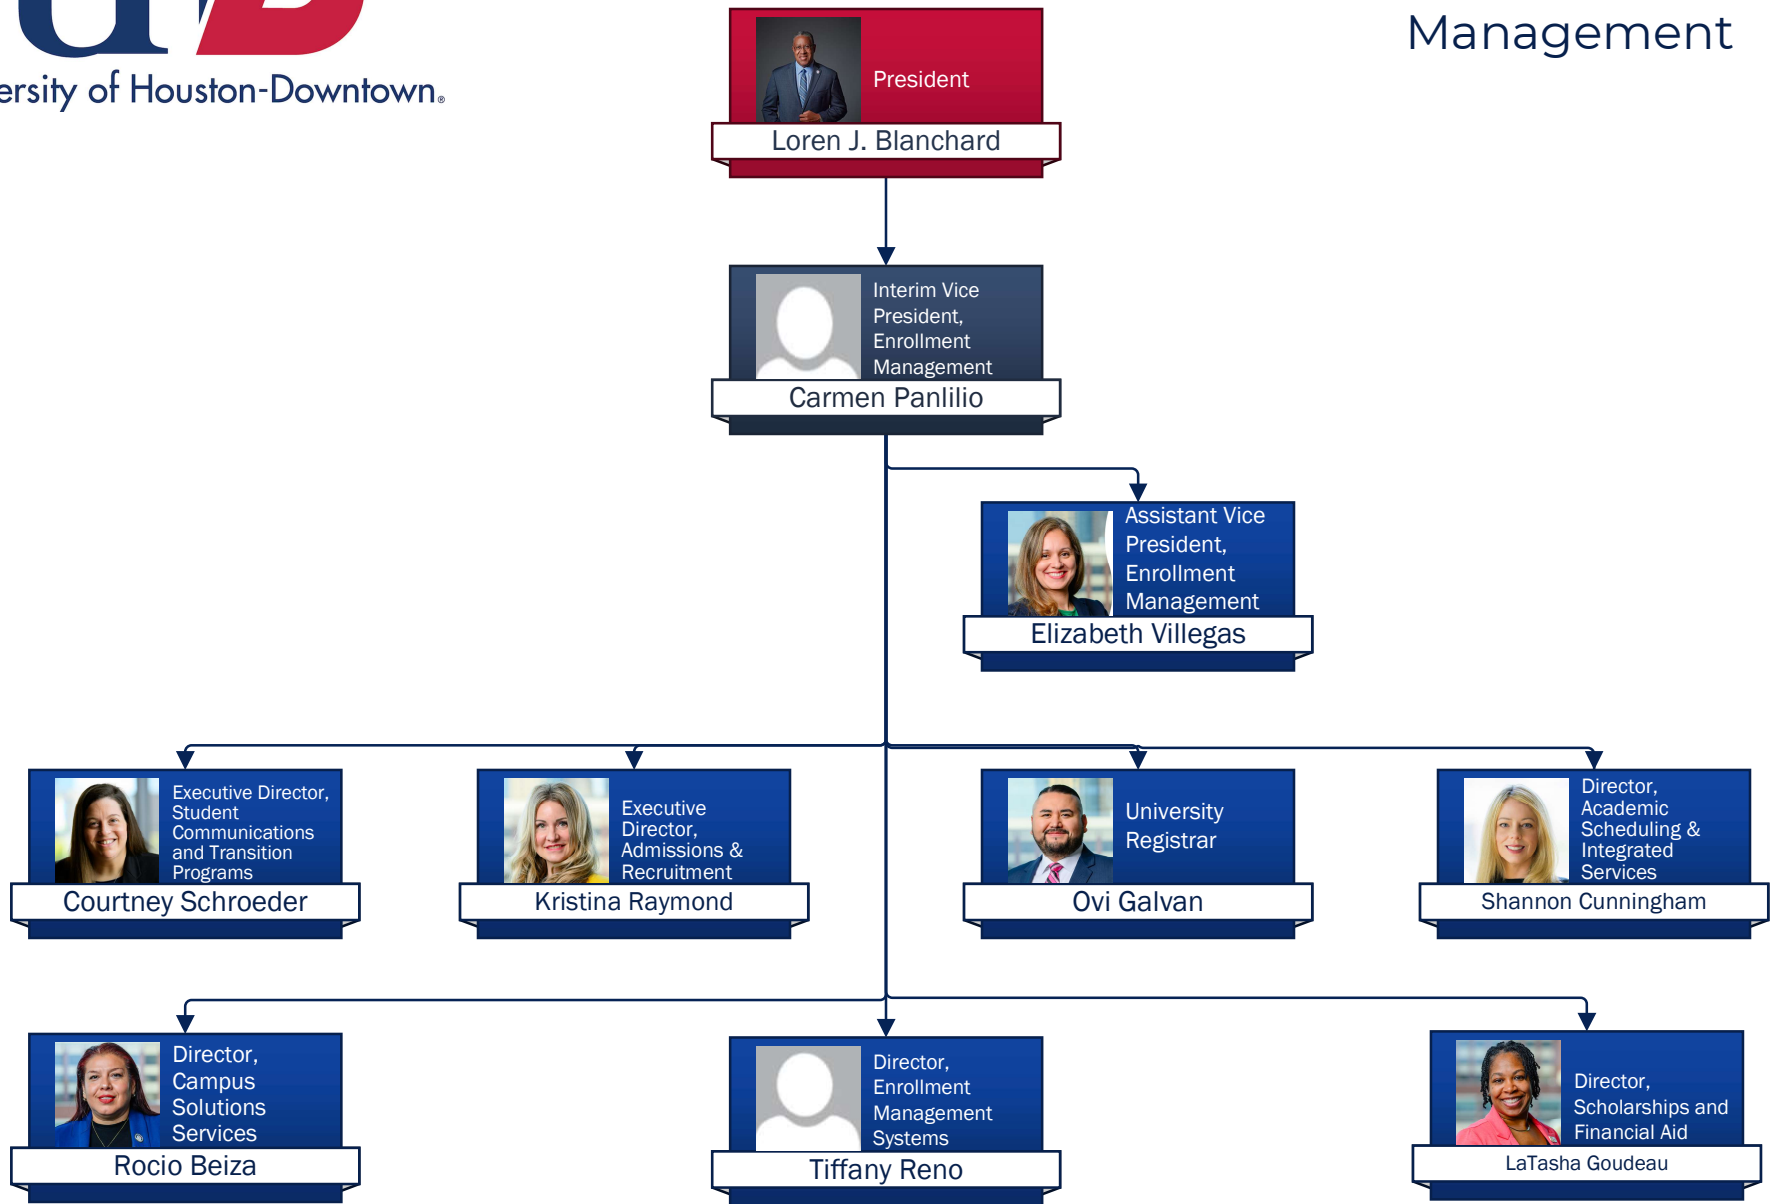 Management
of Houston-Downtown®
President
Loren J. Blanchard
Interim Vice
President,
Enrollment
Management
Carmen Panlilio
Assistant Vice
President,
Enrollment
Management
Elizabeth Villegas
Executive Director,
Student
Communications
and Transition
Programs
Courtney Schroeder
Executive
Director,
Admissions &
Recruitment
Kristina Raymond
University
Registrar
Ovi Galvan
Director,
Academic
Scheduling &
Integrated
Services
Shannon Cunningham
Director,
Campus
Solutions
Services
Rocio Beiza
Director,
Enrollment
Management
Systems
Tiffany Reno
Director,
Scholarships and
Financial Aid
LaTasha Goudeau